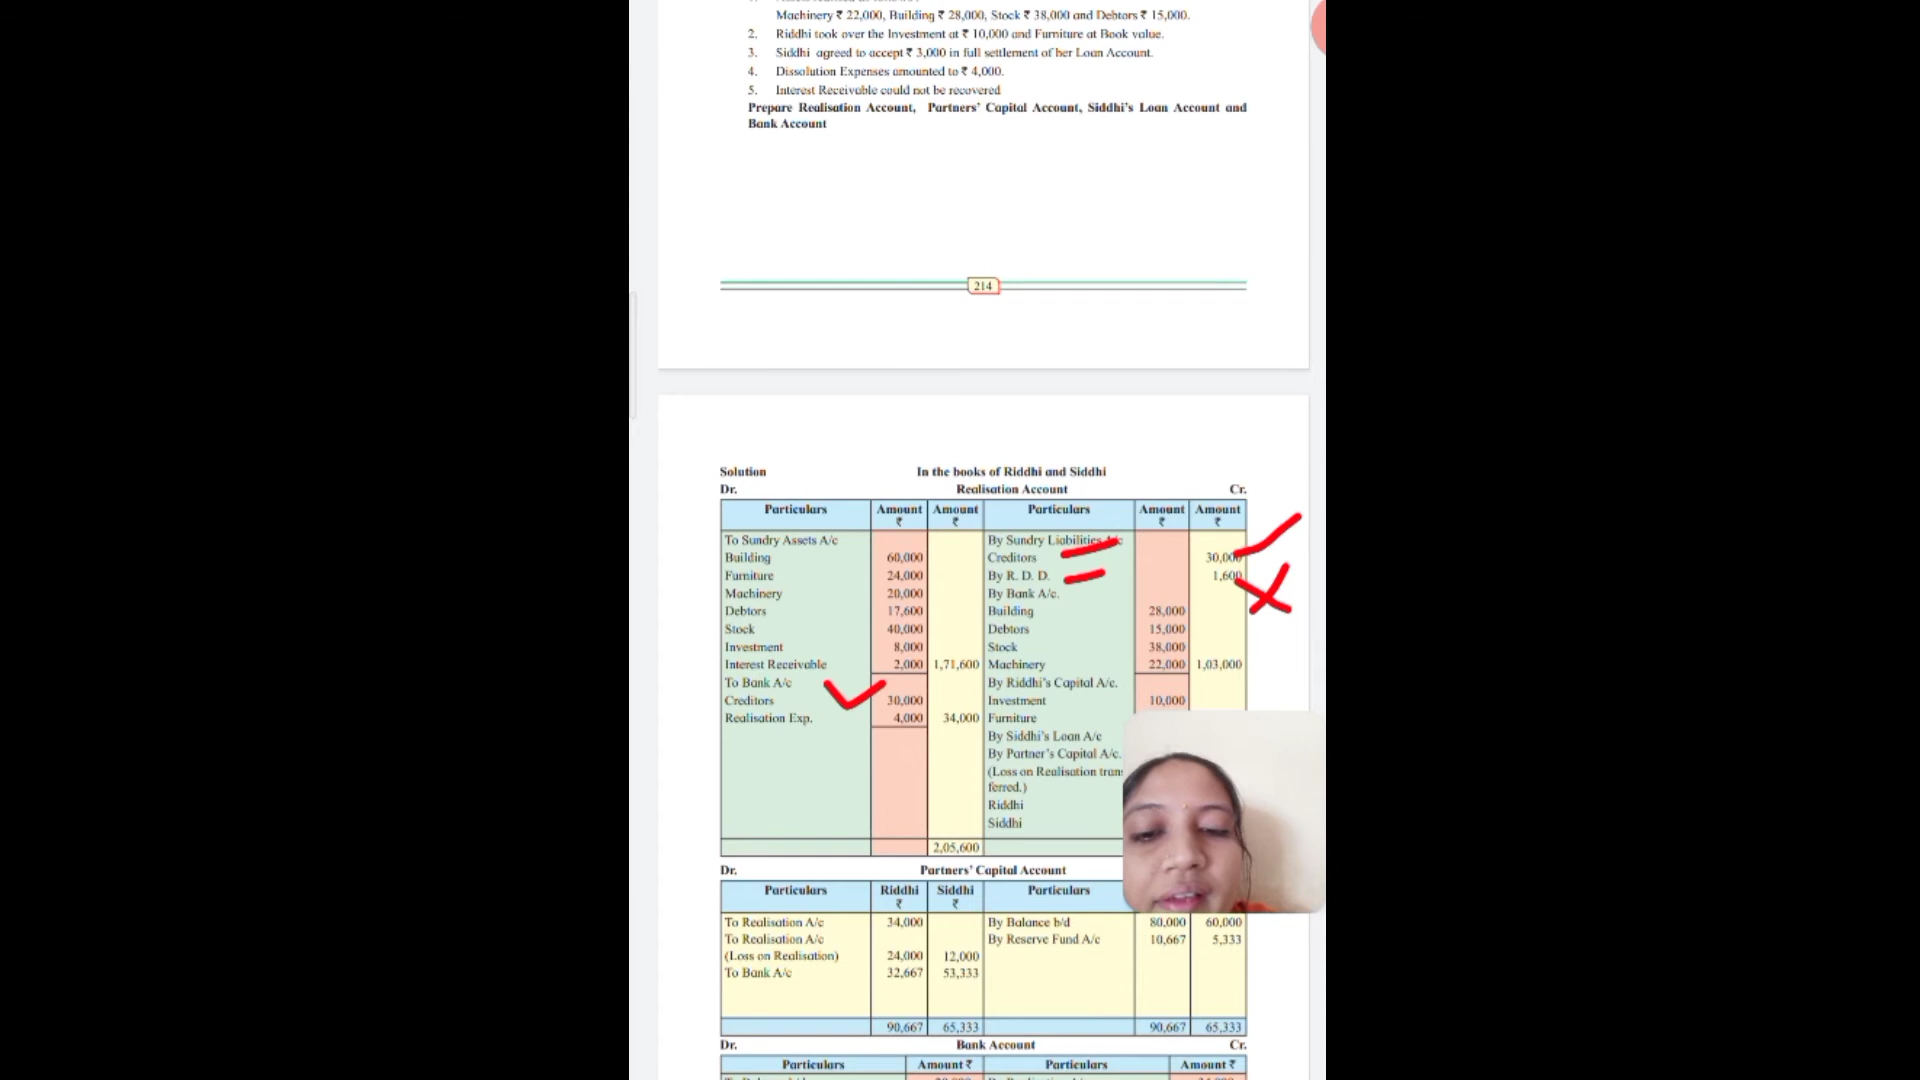 Machinery ₹ 22,000, Building ₹ 28,000, Stock ₹ 38,000 and Debtors ₹ 15,000.
2. Riddhi took over the Investment at ₹ 10,000 and Furniture at Book value.
3. Siddhi agreed to accept ₹ 3,000 in full settlement of her Loan Account.
4. Dissolution Expenses amounted to ₹ 4,000.
5. Interest Receivable could not be recovered
Prepare Realisation Account, Partners' Capital Account, Siddhi's Loan Account and
Bank Account
214
Solution In the books of Riddhi and Siddhi
Dr. Realisation Account Cr.
Particulars Amount ₹ Amount ₹ Particulars Amount ₹ Amount ₹
To Sundry Assets A/c By Sundry Liabilities A/c
Building 60,000 Creditors 30,000
Furniture 24,000 By R. D. D. 1,600
Machinery 20,000 By Bank A/c.
Debtors 17,600 Building 28,000
Stock 40,000 Debtors 15,000
Investment 8,000 Stock 38,000
Interest Receivable 2,000 1,71,600 Machinery 22,000 1,03,000
To Bank A/c By Riddhi's Capital A/c.
Creditors 30,000 Investment 10,000
Realisation Exp. 4,000 34,000 Furniture
By Siddhi's Loan A/c
By Partner's Capital A/c.
(Loss on Realisation trans
ferred.)
Riddhi
Siddhi
2,05,600
Dr. Partners' Capital Account
Particulars Riddhi ₹ Siddhi ₹ Particulars
To Realisation A/c 34,000 By Balance b/d 80,000 60,000
To Realisation A/c By Reserve Fund A/c 10,667 5,333
(Loss on Realisation) 24,000 12,000
To Bank A/c 32,667 53,333
90,667 65,333 90,667 65,333
Dr. Bank Account Cr.
Particulars Amount ₹ Particulars Amount ₹